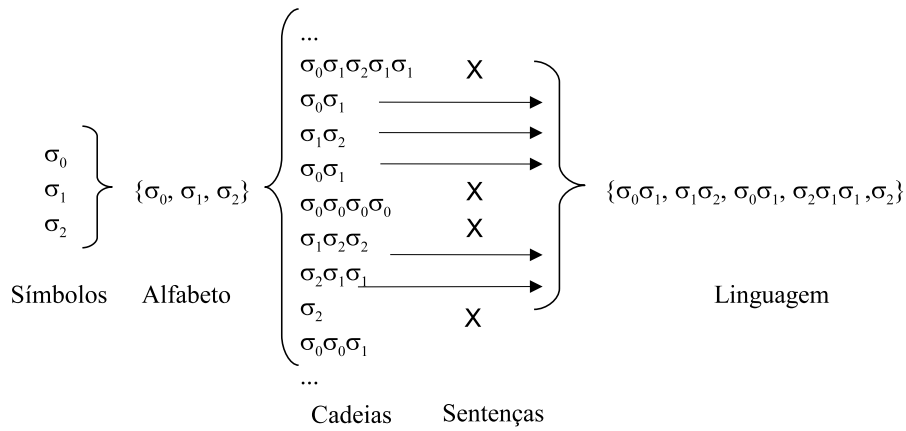 σ₀
σ₁
σ₂
Símbolos
{σ₀, σ₁, σ₂}
Alfabeto
...
σ₀σ₁σ₂σ₁σ₁ X
σ₀σ₁
σ₁σ₂
σ₀σ₁
X
σ₀σ₀σ₀σ₀
X
σ₁σ₂σ₂
σ₂σ₁σ₁
σ₂
X
σ₀σ₀σ₁
...
Cadeias
Sentenças
{σ₀σ₁, σ₁σ₂, σ₀σ₁, σ₂σ₁σ₁ ,σ₂}
Linguagem